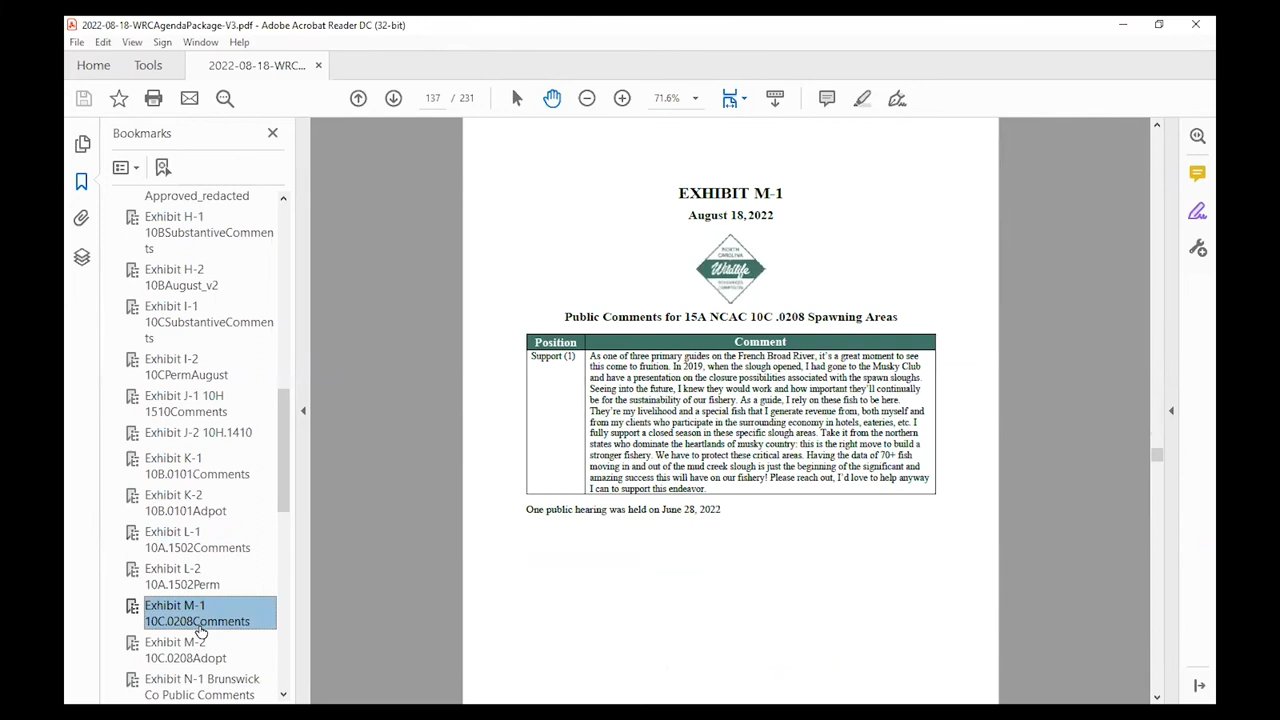 2022-08-18-WRCAgendaPackage-V3.pdf - Adobe Acrobat Reader DC (32-bit)
File Edit View Sign Window Help
Home Tools 2022-08-18-WRC...
137 / 231 71.6%
Bookmarks
Approved_redacted
Exhibit H-1
10BSubstantiveCommen
ts
Exhibit H-2
10BAugust_v2
Exhibit I-1
10CSubstantiveCommen
ts
Exhibit I-2
10CPermAugust
Exhibit J-1 10H
1510Comments
Exhibit J-2 10H.1410
Exhibit K-1
10B.0101Comments
Exhibit K-2
10B.0101Adpot
Exhibit L-1
10A.1502Comments
Exhibit L-2
10A.1502Perm
Exhibit M-1
10C.0208Comments
Exhibit M-2
10C.0208Adopt
Exhibit N-1 Brunswick
Co Public Comments
EXHIBIT M-1
August 18, 2022
NORTH
CAROLINA
Wildlife
Public Comments for 15A NCAC 10C .0208 Spawning Areas
Position Comment
Support (1) As one of three primary guides on the French Broad River, it's a great moment to see
this come to fruition. In 2019, when the slough opened, I had gone to the Musky Club
and have a presentation on the closure possibilities associated with the spawn sloughs.
Seeing into the future, I knew they would work and how important they'll continually
be for the sustainability of our fishery. As a guide, I rely on these fish to be here.
They're my livelihood and a special fish that I generate revenue from, both myself and
from my clients who participate in the surrounding economy in hotels, eateries, etc. I
fully support a closed season in these specific slough areas. Take it from the northern
states who dominate the heartlands of musky country: this is the right move to build a
stronger fishery. We have to protect these critical areas. Having the data of 70+ fish
moving in and out of the mud creek slough is just the beginning of the significant and
amazing success this will have on our fishery! Please reach out, I'd love to help anyway
I can to support this endeavor.
One public hearing was held on June 28, 2022